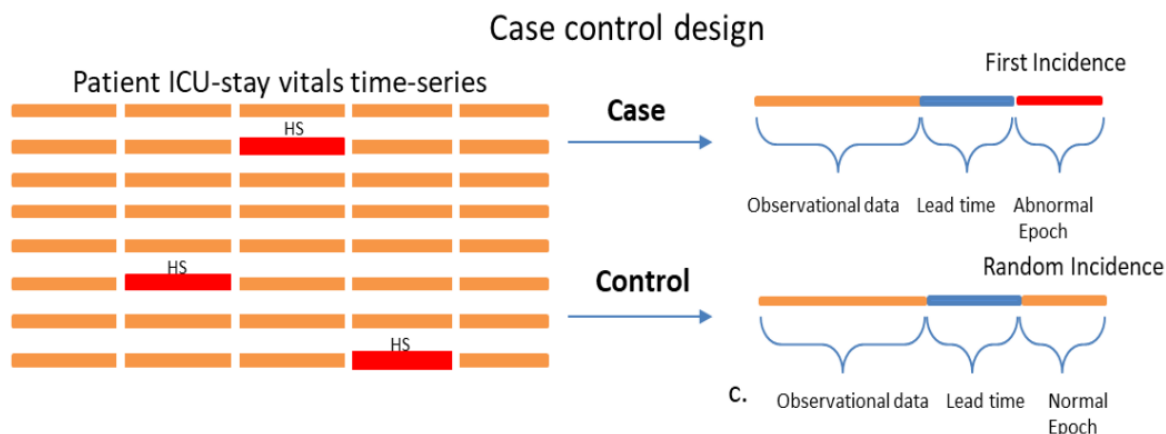 Case control design
Patient ICU-stay vitals time-series
HS
HS
HS
Case
First Incidence
Observational data
Lead time
Abnormal
Epoch
Control
Random Incidence
c.
Observational data
Lead time
Normal
Epoch